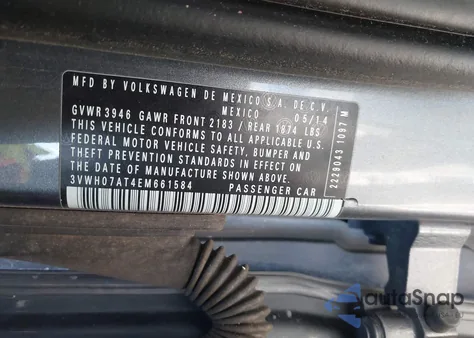 MFD BY VOLKSWAGEN DE MEXICO S.A. DE C.V.
MEXICO 05/14
GVWR 3946 GAWR FRONT 2183 / REAR 1874 LBS
THIS VEHICLE CONFORMS TO ALL APPLICABLE U.S.
FEDERAL MOTOR VEHICLE SAFETY, BUMPER AND
THEFT PREVENTION STANDARDS IN EFFECT ON
THE DATE OF MANUFACTURE SHOWN ABOVE.
3VWH07AT4EM661584 PASSENGER CAR
2229043 1097 M
autoSnap